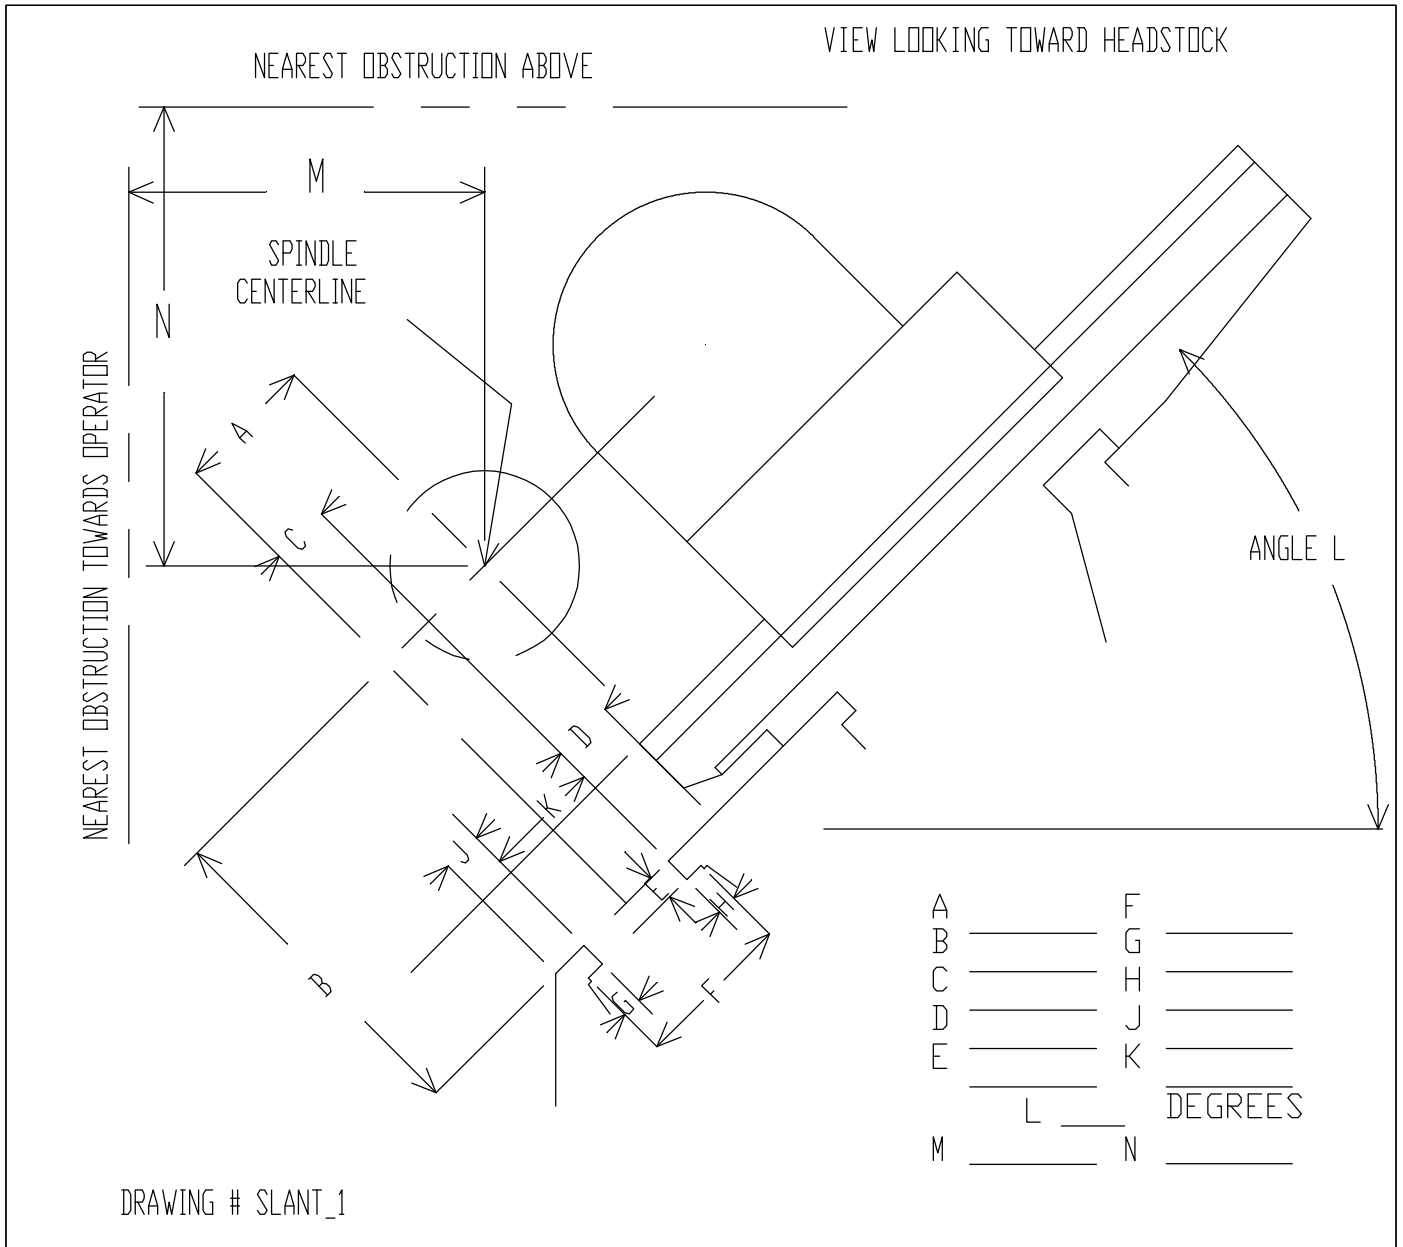 VIEW LOOKING TOWARD HEADSTOCK
NEAREST OBSTRUCTION ABOVE
M
SPINDLE
CENTERLINE
N
NEAREST OBSTRUCTION TOWARDS OPERATOR
A
C
ANGLE L
D
K
J
H
B
G
F
A F
B G
C H
D J
E K
L DEGREES
M N
DRAWING # SLANT_1